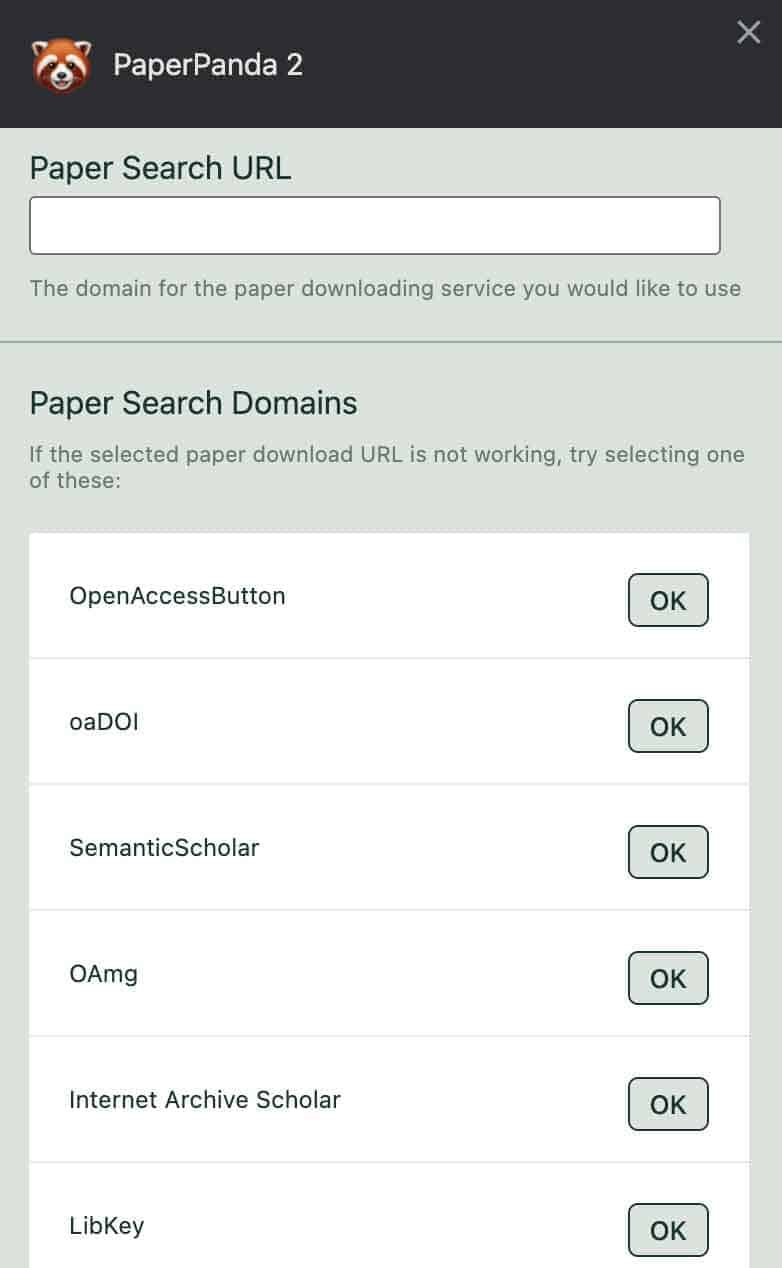 PaperPanda 2
Paper Search URL
The domain for the paper downloading service you would like to use
Paper Search Domains
If the selected paper download URL is not working, try selecting one
of these:
OpenAccessButton
OK
oaDOI
OK
SemanticScholar
OK
OAmg
OK
Internet Archive Scholar
OK
LibKey
OK